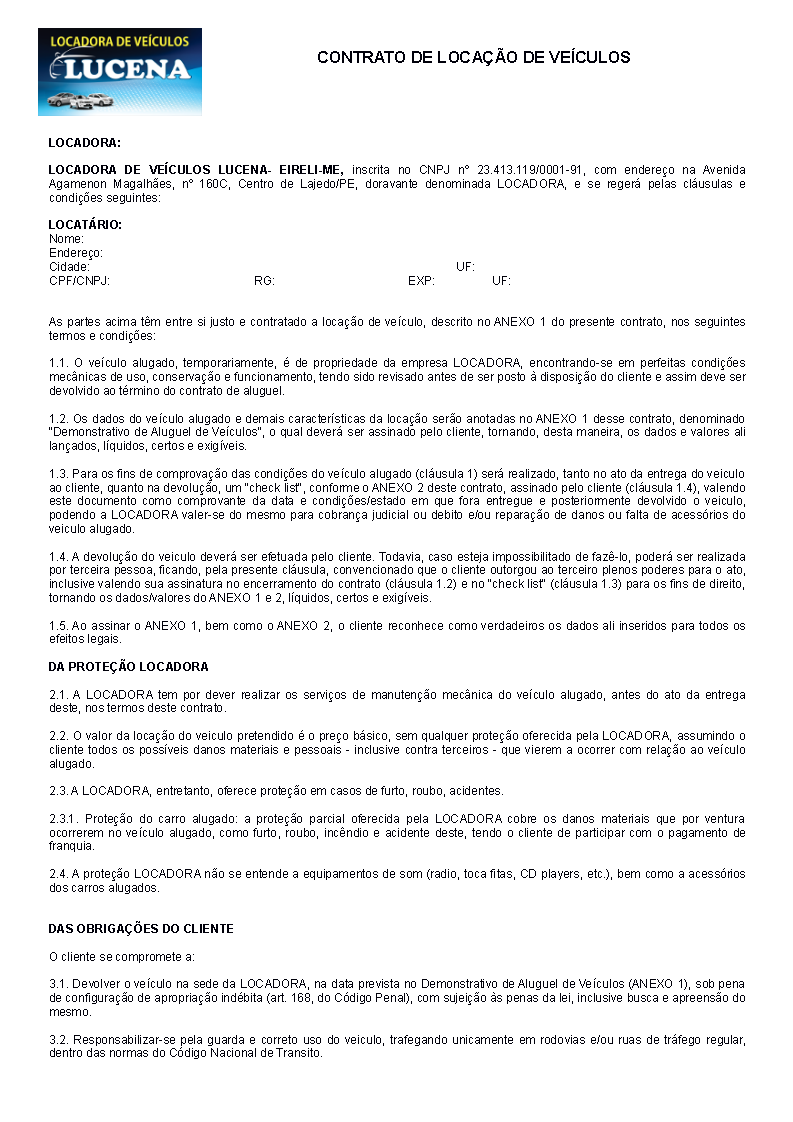 LOCADORA DE VEÍCULOS
LUCENA
CONTRATO DE LOCAÇÃO DE VEÍCULOS
LOCADORA:
LOCADORA DE VEÍCULOS LUCENA- EIRELI-ME, inscrita no CNPJ n° 23.413.119/0001-91, com endereço na Avenida
Agamenon Magalhães, n° 160C, Centro de Lajedo/PE, doravante denominada LOCADORA, e se regerá pelas cláusulas e
condições seguintes:
LOCATÁRIO:
Nome:
Endereço:
Cidade: UF:
CPF/CNPJ: RG: EXP: UF:
As partes acima têm entre si justo e contratado a locação de veículo, descrito no ANEXO 1 do presente contrato, nos seguintes
termos e condições:
1.1. O veículo alugado, temporariamente, é de propriedade da empresa LOCADORA, encontrando-se em perfeitas condições
mecânicas de uso, conservação e funcionamento, tendo sido revisado antes de ser posto à disposição do cliente e assim deve ser
devolvido ao término do contrato de aluguel.
1.2. Os dados do veículo alugado e demais características da locação serão anotadas no ANEXO 1 desse contrato, denominado
"Demonstrativo de Aluguel de Veículos", o qual deverá ser assinado pelo cliente, tornando, desta maneira, os dados e valores ali
lançados, líquidos, certos e exigíveis.
1.3. Para os fins de comprovação das condições do veículo alugado (cláusula 1) será realizado, tanto no ato da entrega do veiculo
ao cliente, quanto na devolução, um "check list", conforme o ANEXO 2 deste contrato, assinado pelo cliente (cláusula 1.4), valendo
este documento como comprovante da data e condições/estado em que fora entregue e posteriormente devolvido o veiculo,
podendo a LOCADORA valer-se do mesmo para cobrança judicial ou debito e/ou reparação de danos ou falta de acessórios do
veiculo alugado.
1.4. A devolução do veiculo deverá ser efetuada pelo cliente. Todavia, caso esteja impossibilitado de fazê-lo, poderá ser realizada
por terceira pessoa, ficando, pela presente cláusula, convencionado que o cliente outorgou ao terceiro plenos poderes para o ato,
inclusive valendo sua assinatura no encerramento do contrato (cláusula 1.2) e no "check list" (cláusula 1.3) para os fins de direito,
tornando os dados/valores do ANEXO 1 e 2, líquidos, certos e exigíveis.
1.5. Ao assinar o ANEXO 1, bem como o ANEXO 2, o cliente reconhece como verdadeiros os dados ali inseridos para todos os
efeitos legais.
DA PROTEÇÃO LOCADORA
2.1. A LOCADORA tem por dever realizar os serviços de manutenção mecânica do veículo alugado, antes do ato da entrega
deste, nos termos deste contrato.
2.2. O valor da locação do veiculo pretendido é o preço básico, sem qualquer proteção oferecida pela LOCADORA, assumindo o
cliente todos os possíveis danos materiais e pessoais - inclusive contra terceiros - que vierem a ocorrer com relação ao veículo
alugado.
2.3. A LOCADORA, entretanto, oferece proteção em casos de furto, roubo, acidentes.
2.3.1. Proteção do carro alugado: a proteção parcial oferecida pela LOCADORA cobre os danos materiais que por ventura
ocorrerem no veículo alugado, como furto, roubo, incêndio e acidente deste, tendo o cliente de participar com o pagamento de
franquia.
2.4. A proteção LOCADORA não se entende a equipamentos de som (radio, toca fitas, CD players, etc.), bem como a acessórios
dos carros alugados.
DAS OBRIGAÇÕES DO CLIENTE
O cliente se compromete a:
3.1. Devolver o veículo na sede da LOCADORA, na data prevista no Demonstrativo de Aluguel de Veículos (ANEXO 1), sob pena
de configuração de apropriação indébita (art. 168, do Código Penal), com sujeição às penas da lei, inclusive busca e apreensão do
mesmo.
3.2. Responsabilizar-se pela guarda e correto uso do veiculo, trafegando unicamente em rodovias e/ou ruas de tráfego regular,
dentro das normas do Código Nacional de Transito.